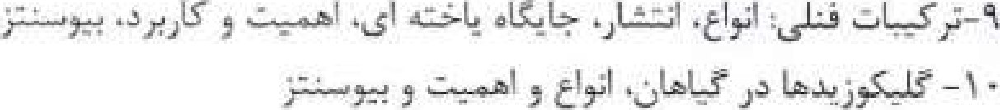 ۹-ترکیبات فنلی: انواع، انتشار، جایگاه یاخته ای، اهمیت و کاربرد، بیوسنتز
۱۰- گلیکوزیدها در گیاهان، انواع و اهمیت و بیوسنتز